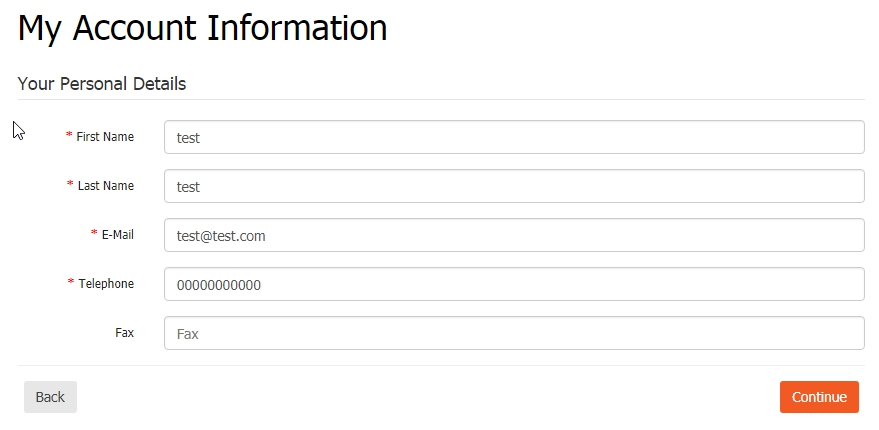 My Account Information
Your Personal Details
* First Name test
* Last Name test
* E-Mail test@test.com
* Telephone 00000000000
Fax Fax
Back Continue